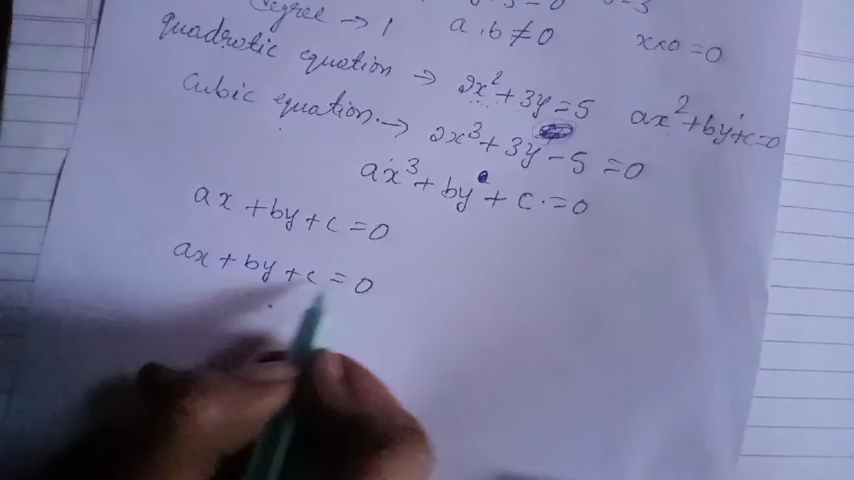 Degree → 1 a, b ≠ 0 x×0 = 0
quadrotic equation → 2x² + 3y = 5 ax² + by + c = 0
Cubic equation. → 2x³ + 3y - 5 = 0
ax³ + by + c = 0
ax + by + c = 0
ax + by + c = 0